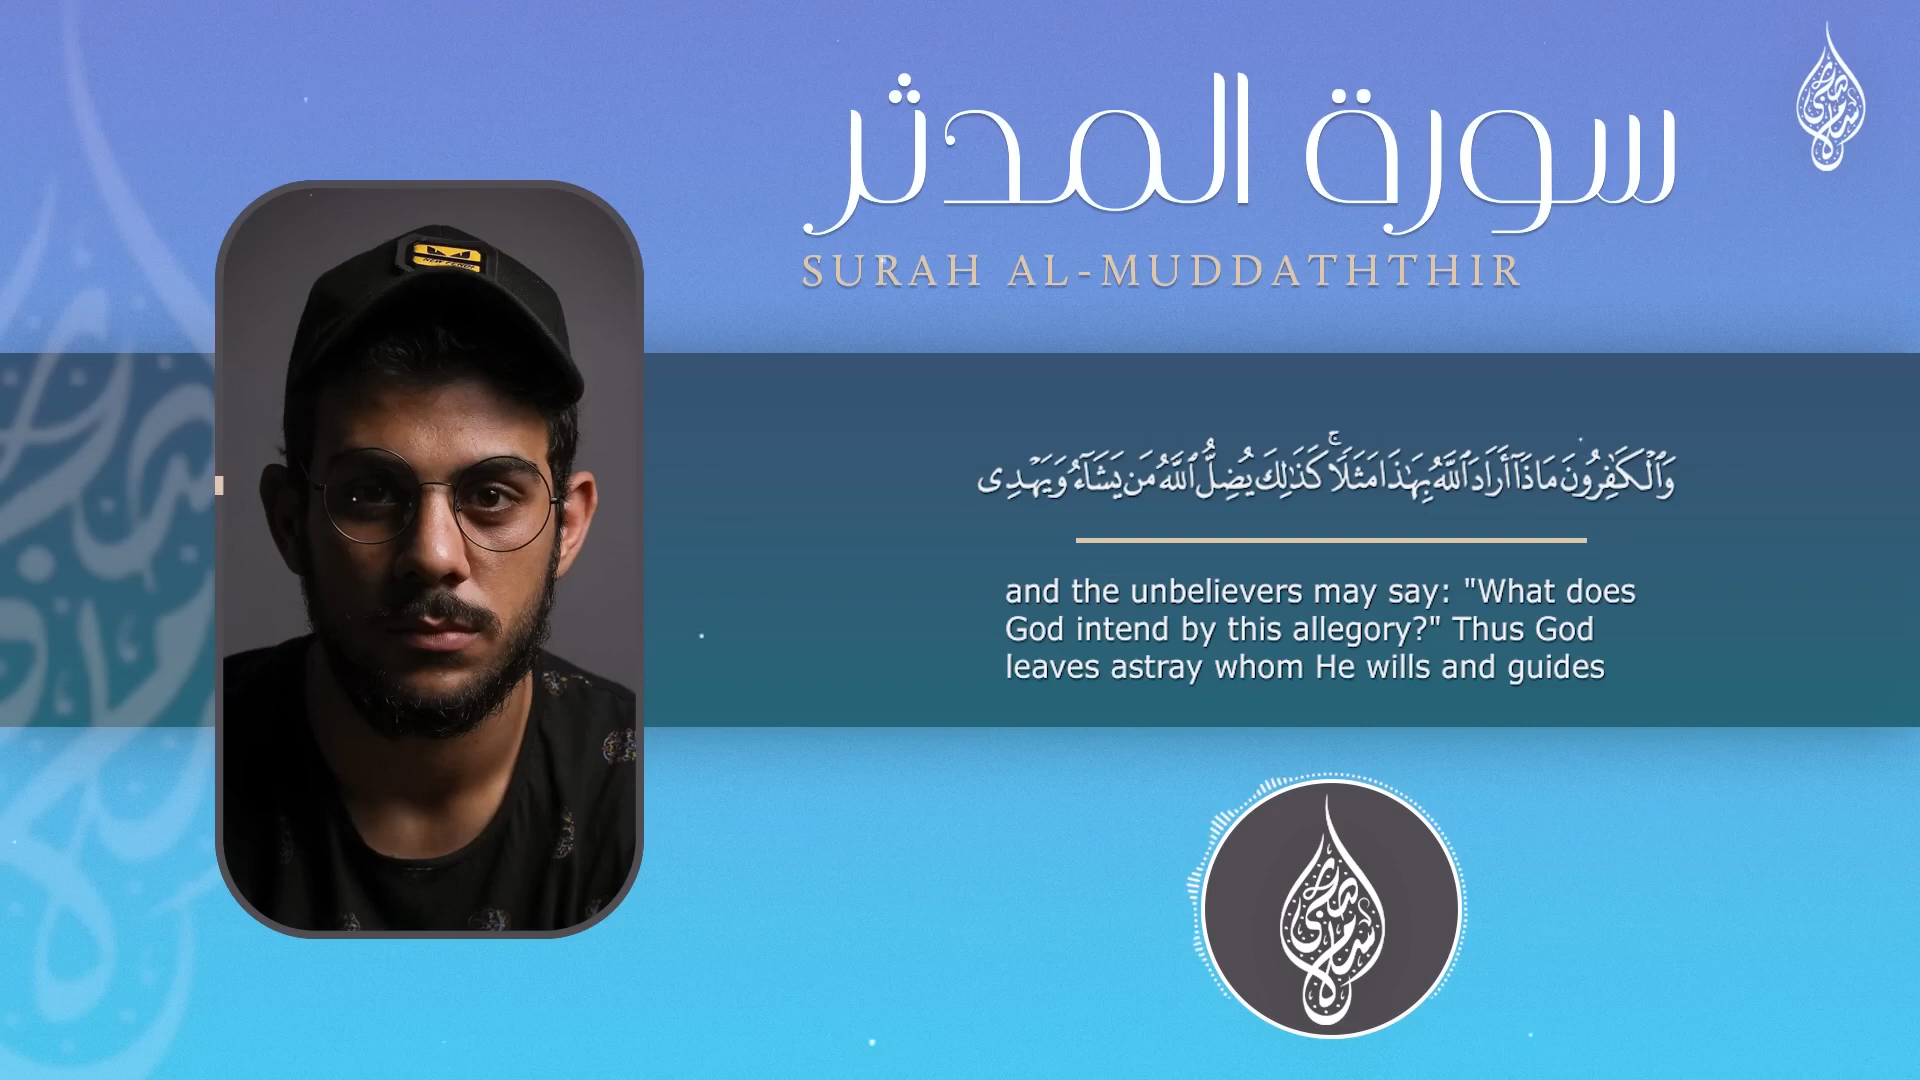 سورة المدثر
SURAH AL-MUDDATHTHIR
وَٱلْكَٰفِرُونَ مَاذَآ أَرَادَ ٱللَّهُ بِهَٰذَا مَثَلًا ۚ كَذَٰلِكَ يُضِلُّ ٱللَّهُ مَن يَشَآءُ وَيَهْدِى
and the unbelievers may say: "What does
God intend by this allegory?" Thus God
leaves astray whom He wills and guides